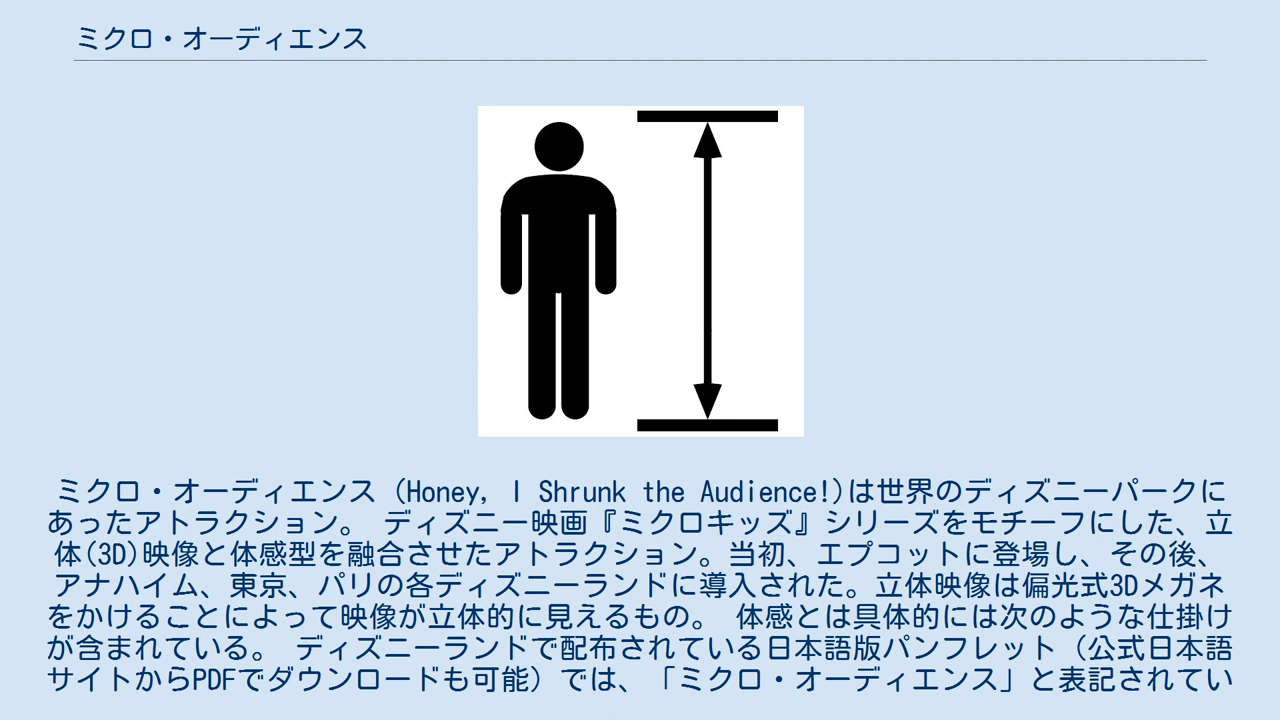 ミクロ・オーディエンス
ミクロ・オーディエンス (Honey, I Shrunk the Audience!)は世界のディズニーパークに
あったアトラクション。 ディズニー映画『ミクロキッズ』シリーズをモチーフにした、立
体(3D)映像と体感型を融合させたアトラクション。当初、エプコットに登場し、その後、
アナハイム、東京、パリの各ディズニーランドに導入された。立体映像は偏光式3Dメガネ
をかけることによって映像が立体的に見えるもの。 体感とは具体的には次のような仕掛け
が含まれている。 ディズニーランドで配布されている日本語版パンフレット（公式日本語
サイトからPDFでダウンロードも可能）では、「ミクロ・オーディエンス」と表記されてい